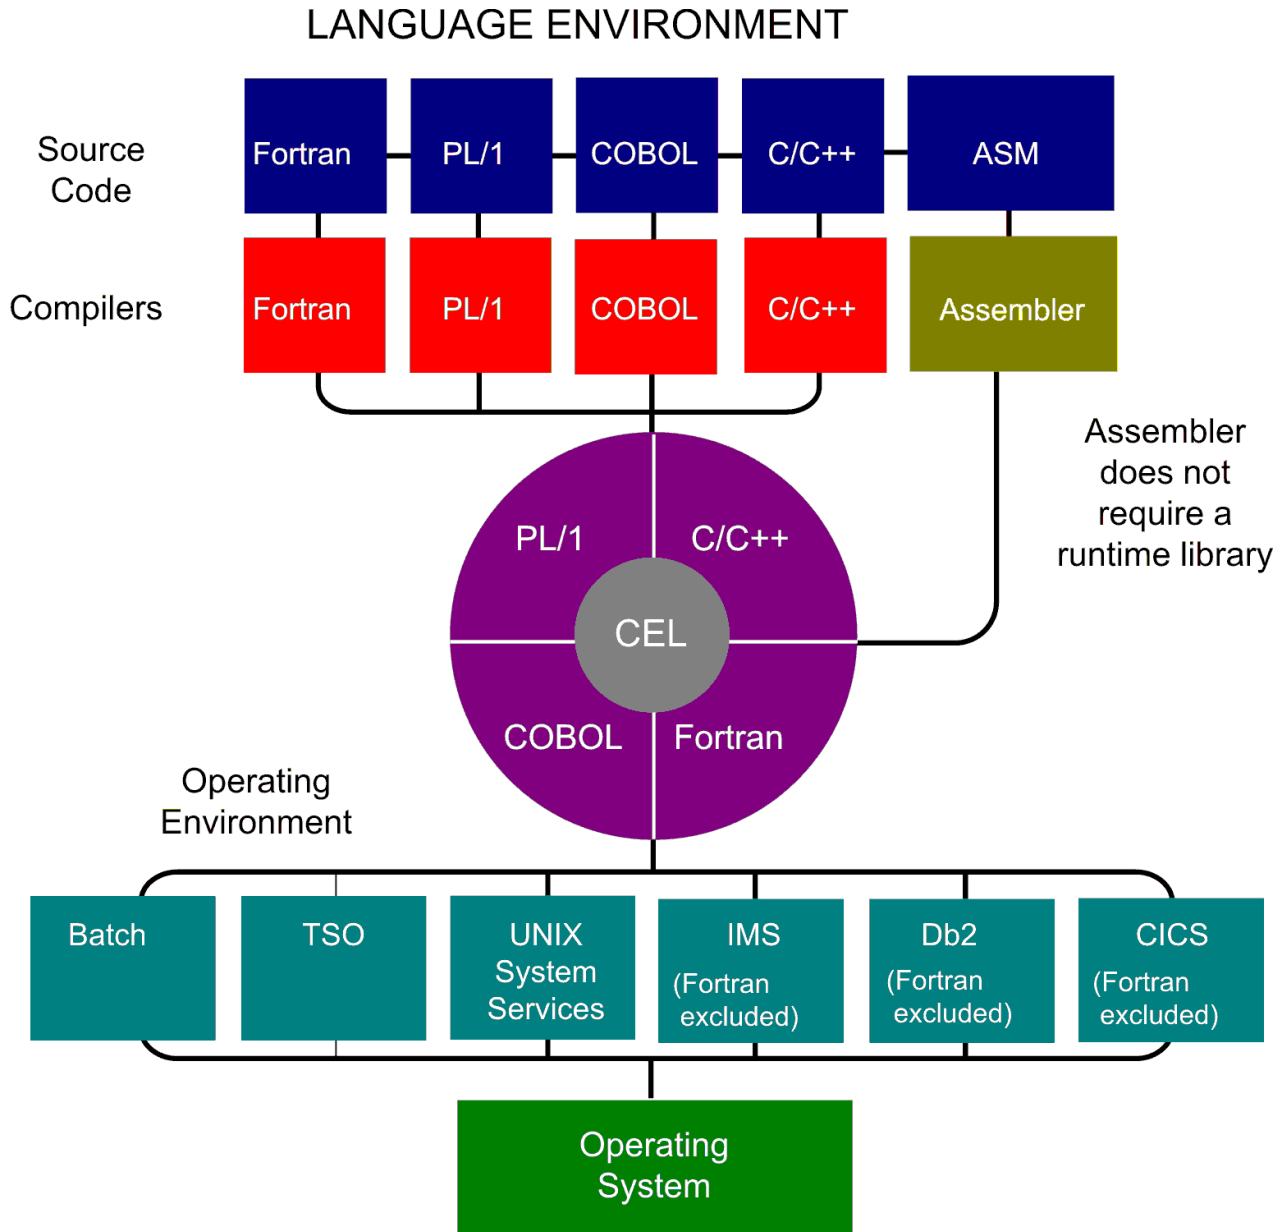 LANGUAGE ENVIRONMENT
Source
Code
Fortran
PL/1
COBOL
C/C++
ASM
Compilers
Fortran
PL/1
COBOL
C/C++
Assembler
Assembler
does not
require a
runtime library
PL/1
C/C++
CEL
COBOL
Fortran
Operating
Environment
Batch
TSO
UNIX
System
Services
IMS
(Fortran
excluded)
Db2
(Fortran
excluded)
CICS
(Fortran
excluded)
Operating
System